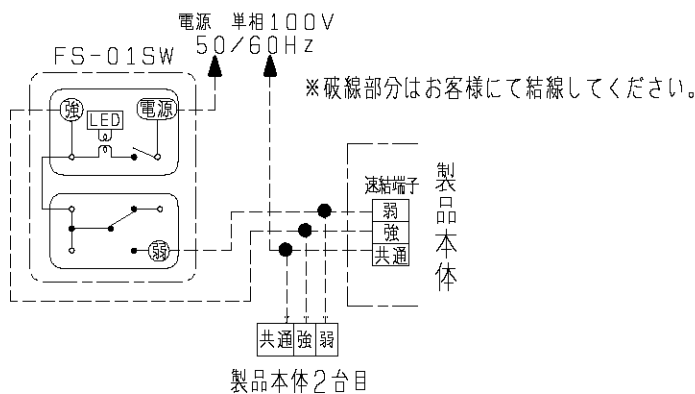 電源 単相100V
50/60Hz
FS-01SW
※破線部分はお客様にて結線してください。
強
LED
電源
弱
速結端子
弱
強
共通
製品本体
共通 強 弱
製品本体2台目